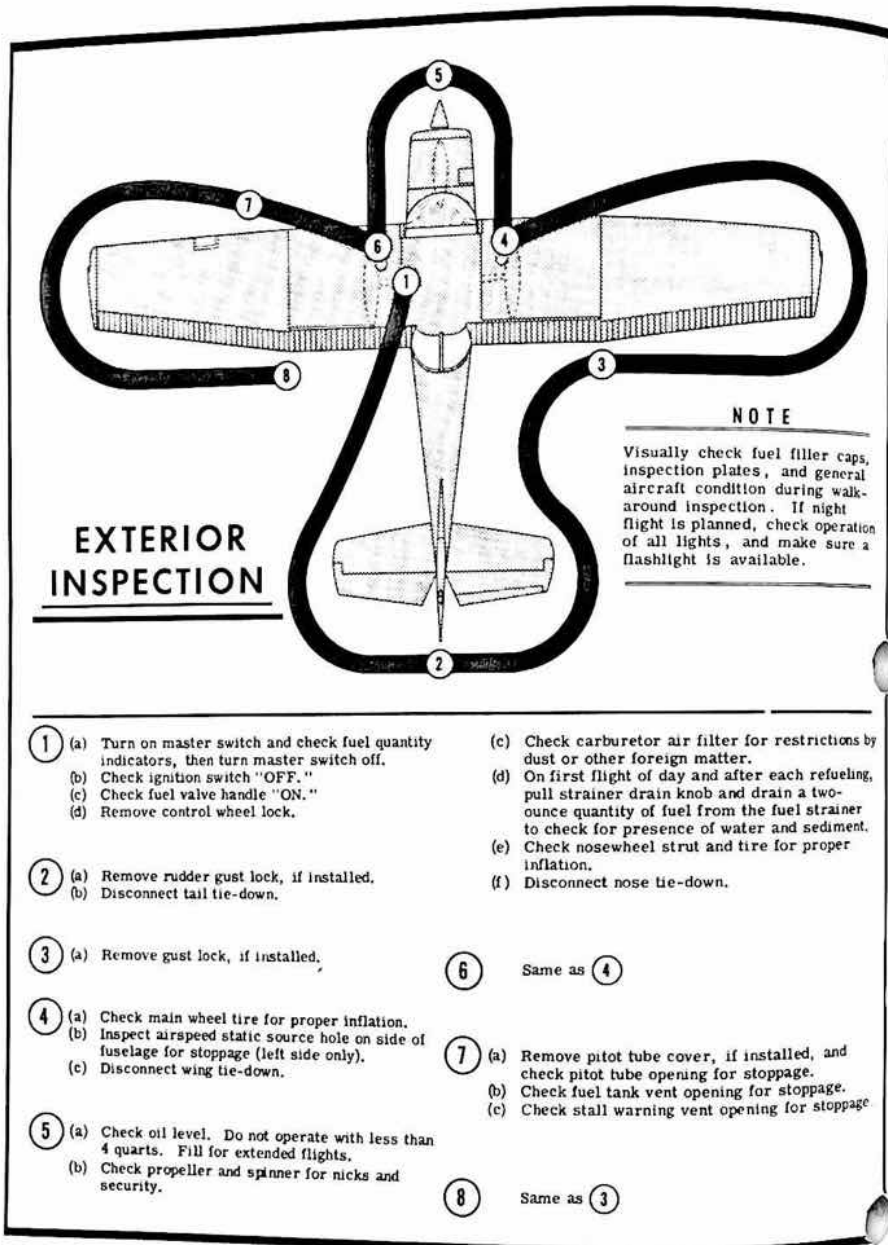 5
7
6
4
1
8
3
NOTE
Visually check fuel filler caps,
inspection plates, and general
aircraft condition during walk-
around inspection. If night
flight is planned, check operation
of all lights, and make sure a
flashlight is available.
EXTERIOR
INSPECTION
2
1 (a) Turn on master switch and check fuel quantity
indicators, then turn master switch off.
(b) Check ignition switch "OFF."
(c) Check fuel valve handle "ON."
(d) Remove control wheel lock.
2 (a) Remove rudder gust lock, if installed.
(b) Disconnect tail tie-down.
3 (a) Remove gust lock, if installed.
4 (a) Check main wheel tire for proper inflation.
(b) Inspect airspeed static source hole on side of
fuselage for stoppage (left side only).
(c) Disconnect wing tie-down.
5 (a) Check oil level. Do not operate with less than
4 quarts. Fill for extended flights.
(b) Check propeller and spinner for nicks and
security.
(c) Check carburetor air filter for restrictions by
dust or other foreign matter.
(d) On first flight of day and after each refueling,
pull strainer drain knob and drain a two-
ounce quantity of fuel from the fuel strainer
to check for presence of water and sediment.
(e) Check nosewheel strut and tire for proper
inflation.
(f) Disconnect nose tie-down.
6 Same as 4
7 (a) Remove pitot tube cover, if installed, and
check pitot tube opening for stoppage.
(b) Check fuel tank vent opening for stoppage.
(c) Check stall warning vent opening for stoppage
8 Same as 3